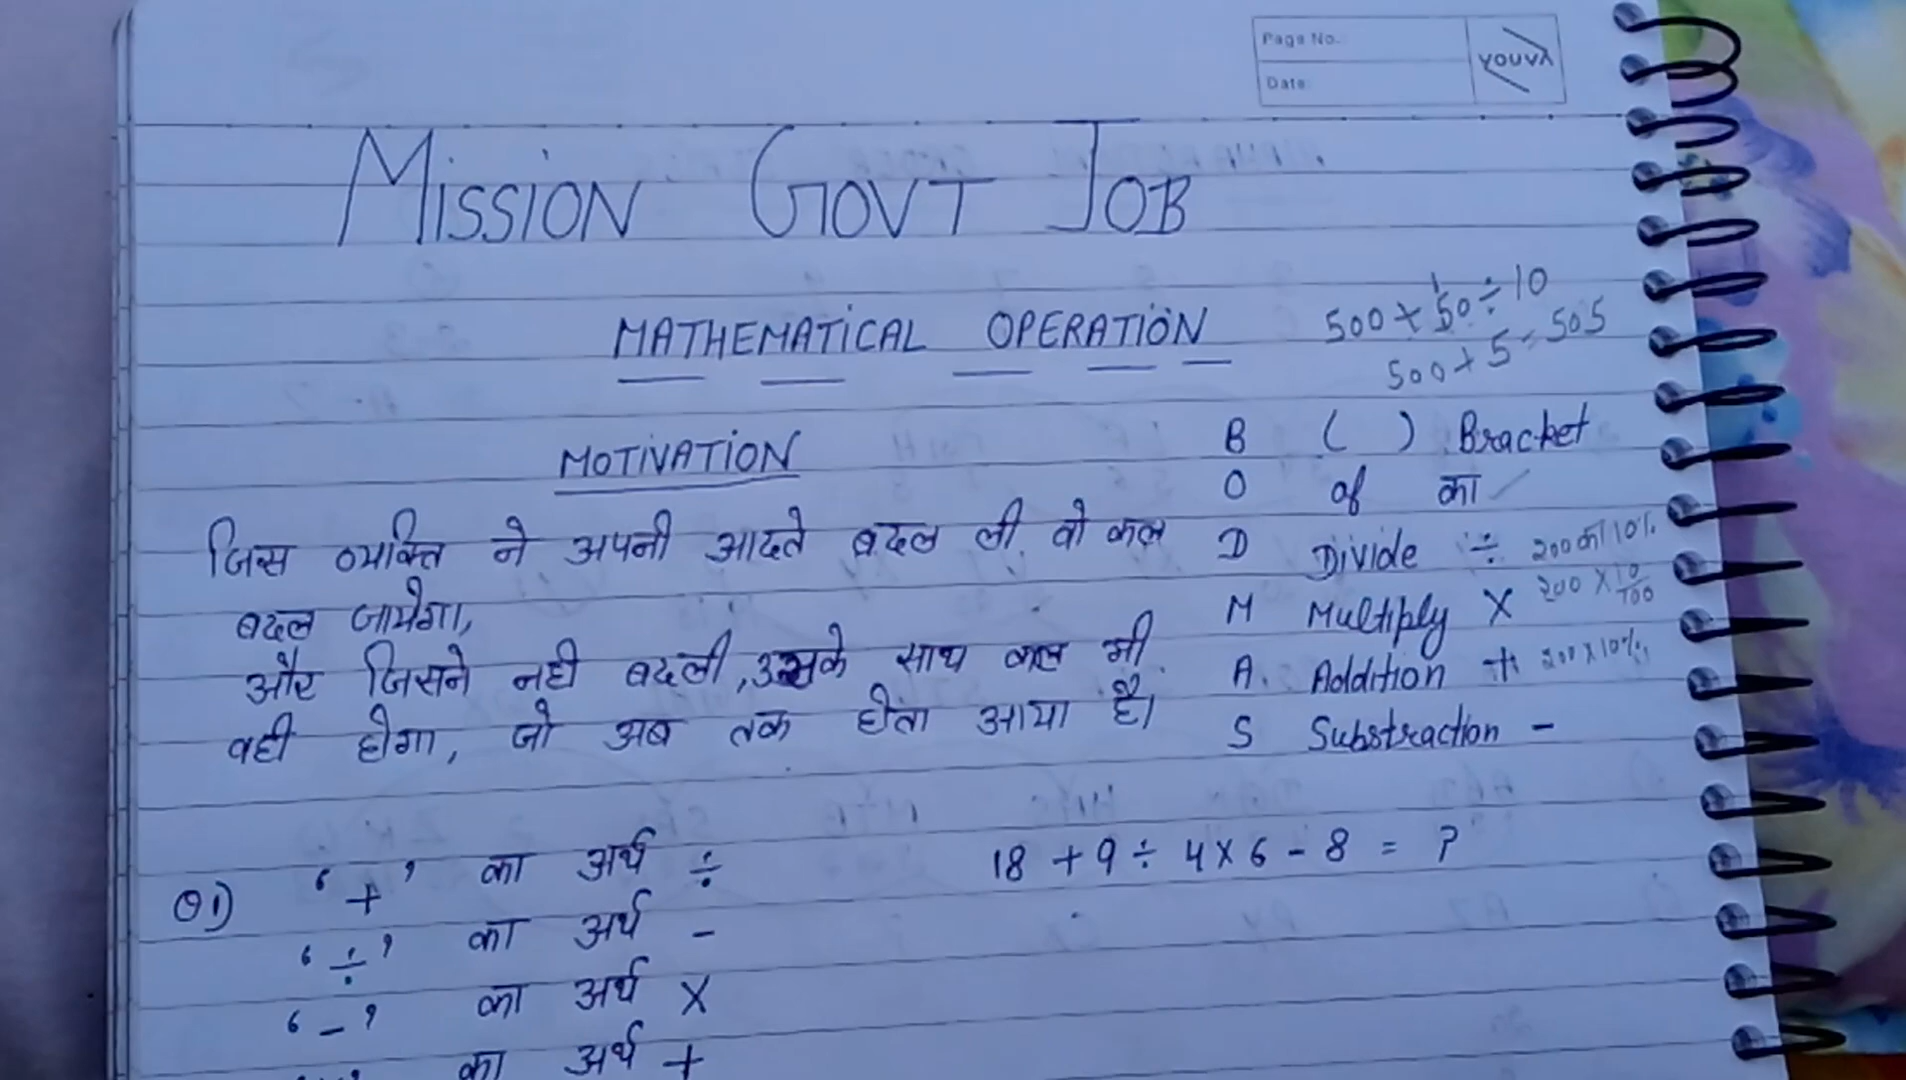 Page No.
Date:
YOUVA
MISSION GOVT JOB
MATHEMATICAL OPERATION
500 + 50 ÷ 10
500 + 5 = 505
MOTIVATION
जिस व्यक्ति ने अपनी आदते बदल ली वो कल
बदल जायेगा,
और जिसने नही बदली, उसके साथ कल भी
वही होगा, जो अब तक होता आया है।
B ( ) Bracket
O of का
D Divide ÷ 200 का 10%
M Multiply × 200 × 10/100
A. Addition + 200 × 10%
S Substraction -
Q1) ‘+’ का अर्थ ÷ 18 + 9 ÷ 4 × 6 - 8 = ?
‘÷’ का अर्थ -
‘-’ का अर्थ ×
का अर्थ +